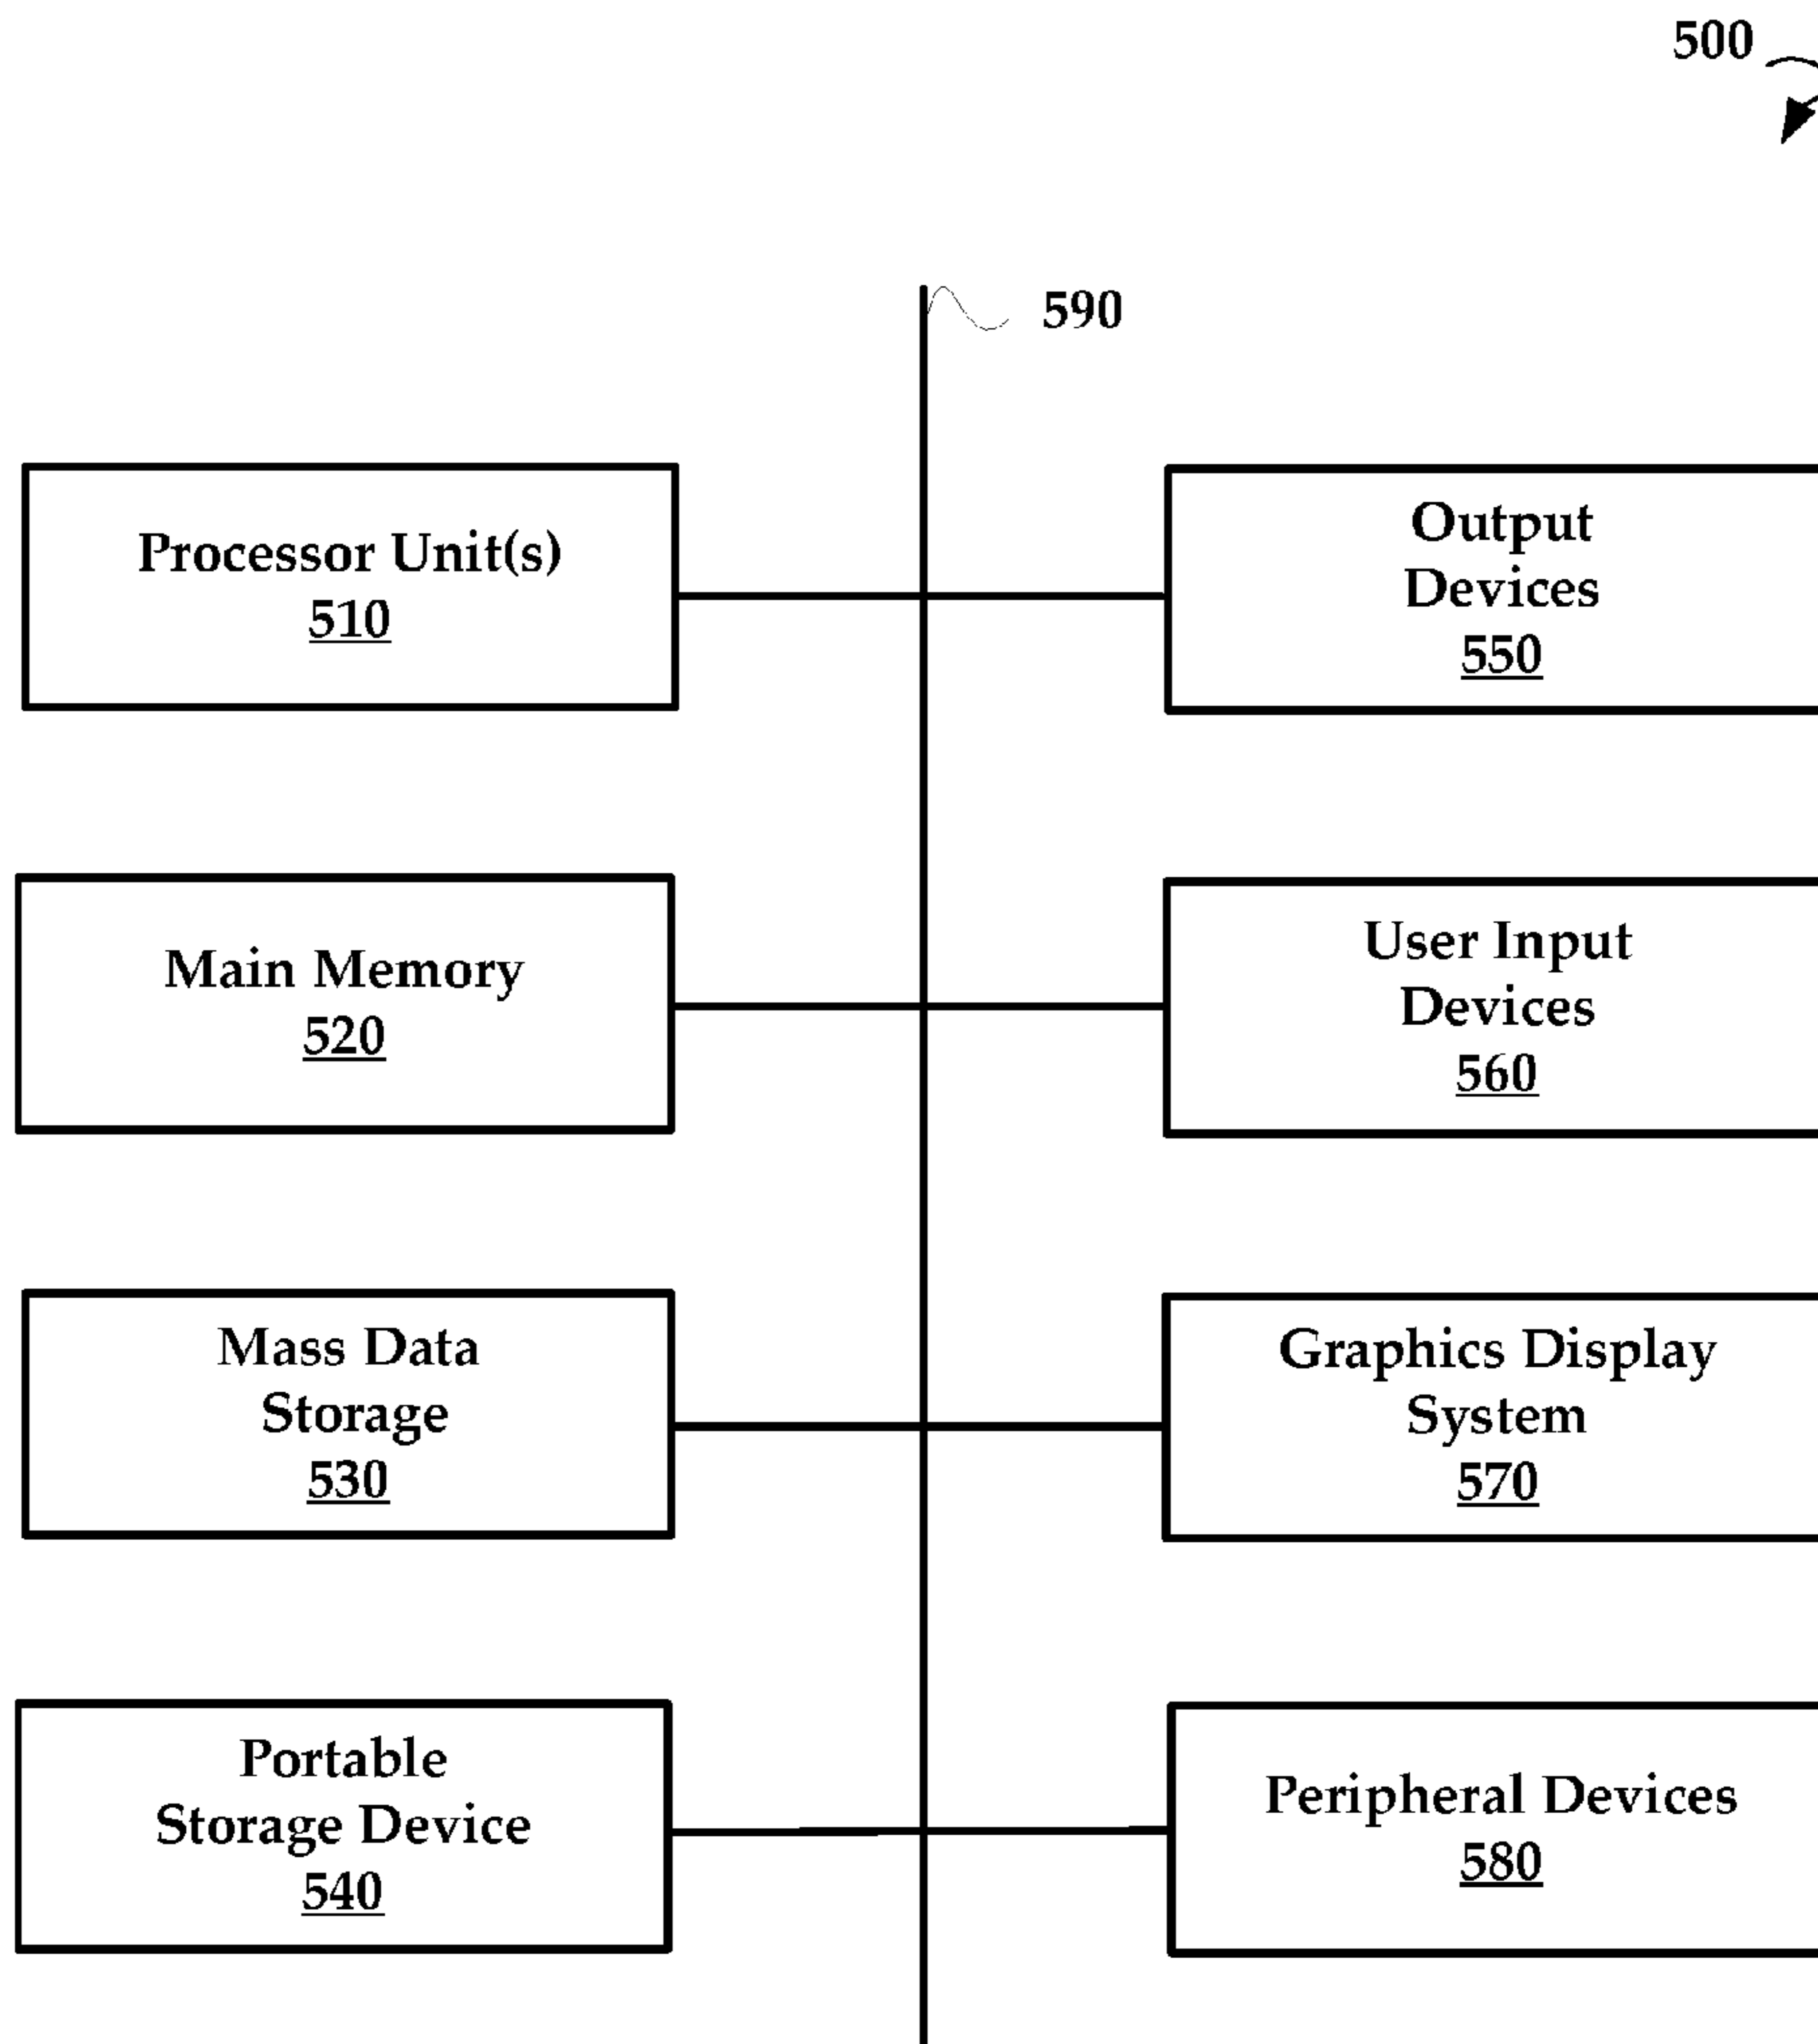 500
590
Processor Unit(s)
510
Output
Devices
550
Main Memory
520
User Input
Devices
560
Mass Data
Storage
530
Graphics Display
System
570
Portable
Storage Device
540
Peripheral Devices
580